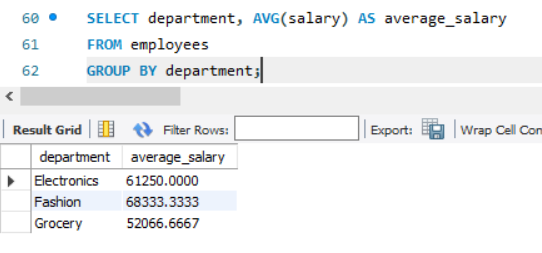 60 SELECT department, AVG(salary) AS average_salary
61 FROM employees
62 GROUP BY department;
Result Grid Filter Rows: Export: Wrap Cell Con
department average_salary
Electronics 61250.0000
Fashion 68333.3333
Grocery 52066.6667